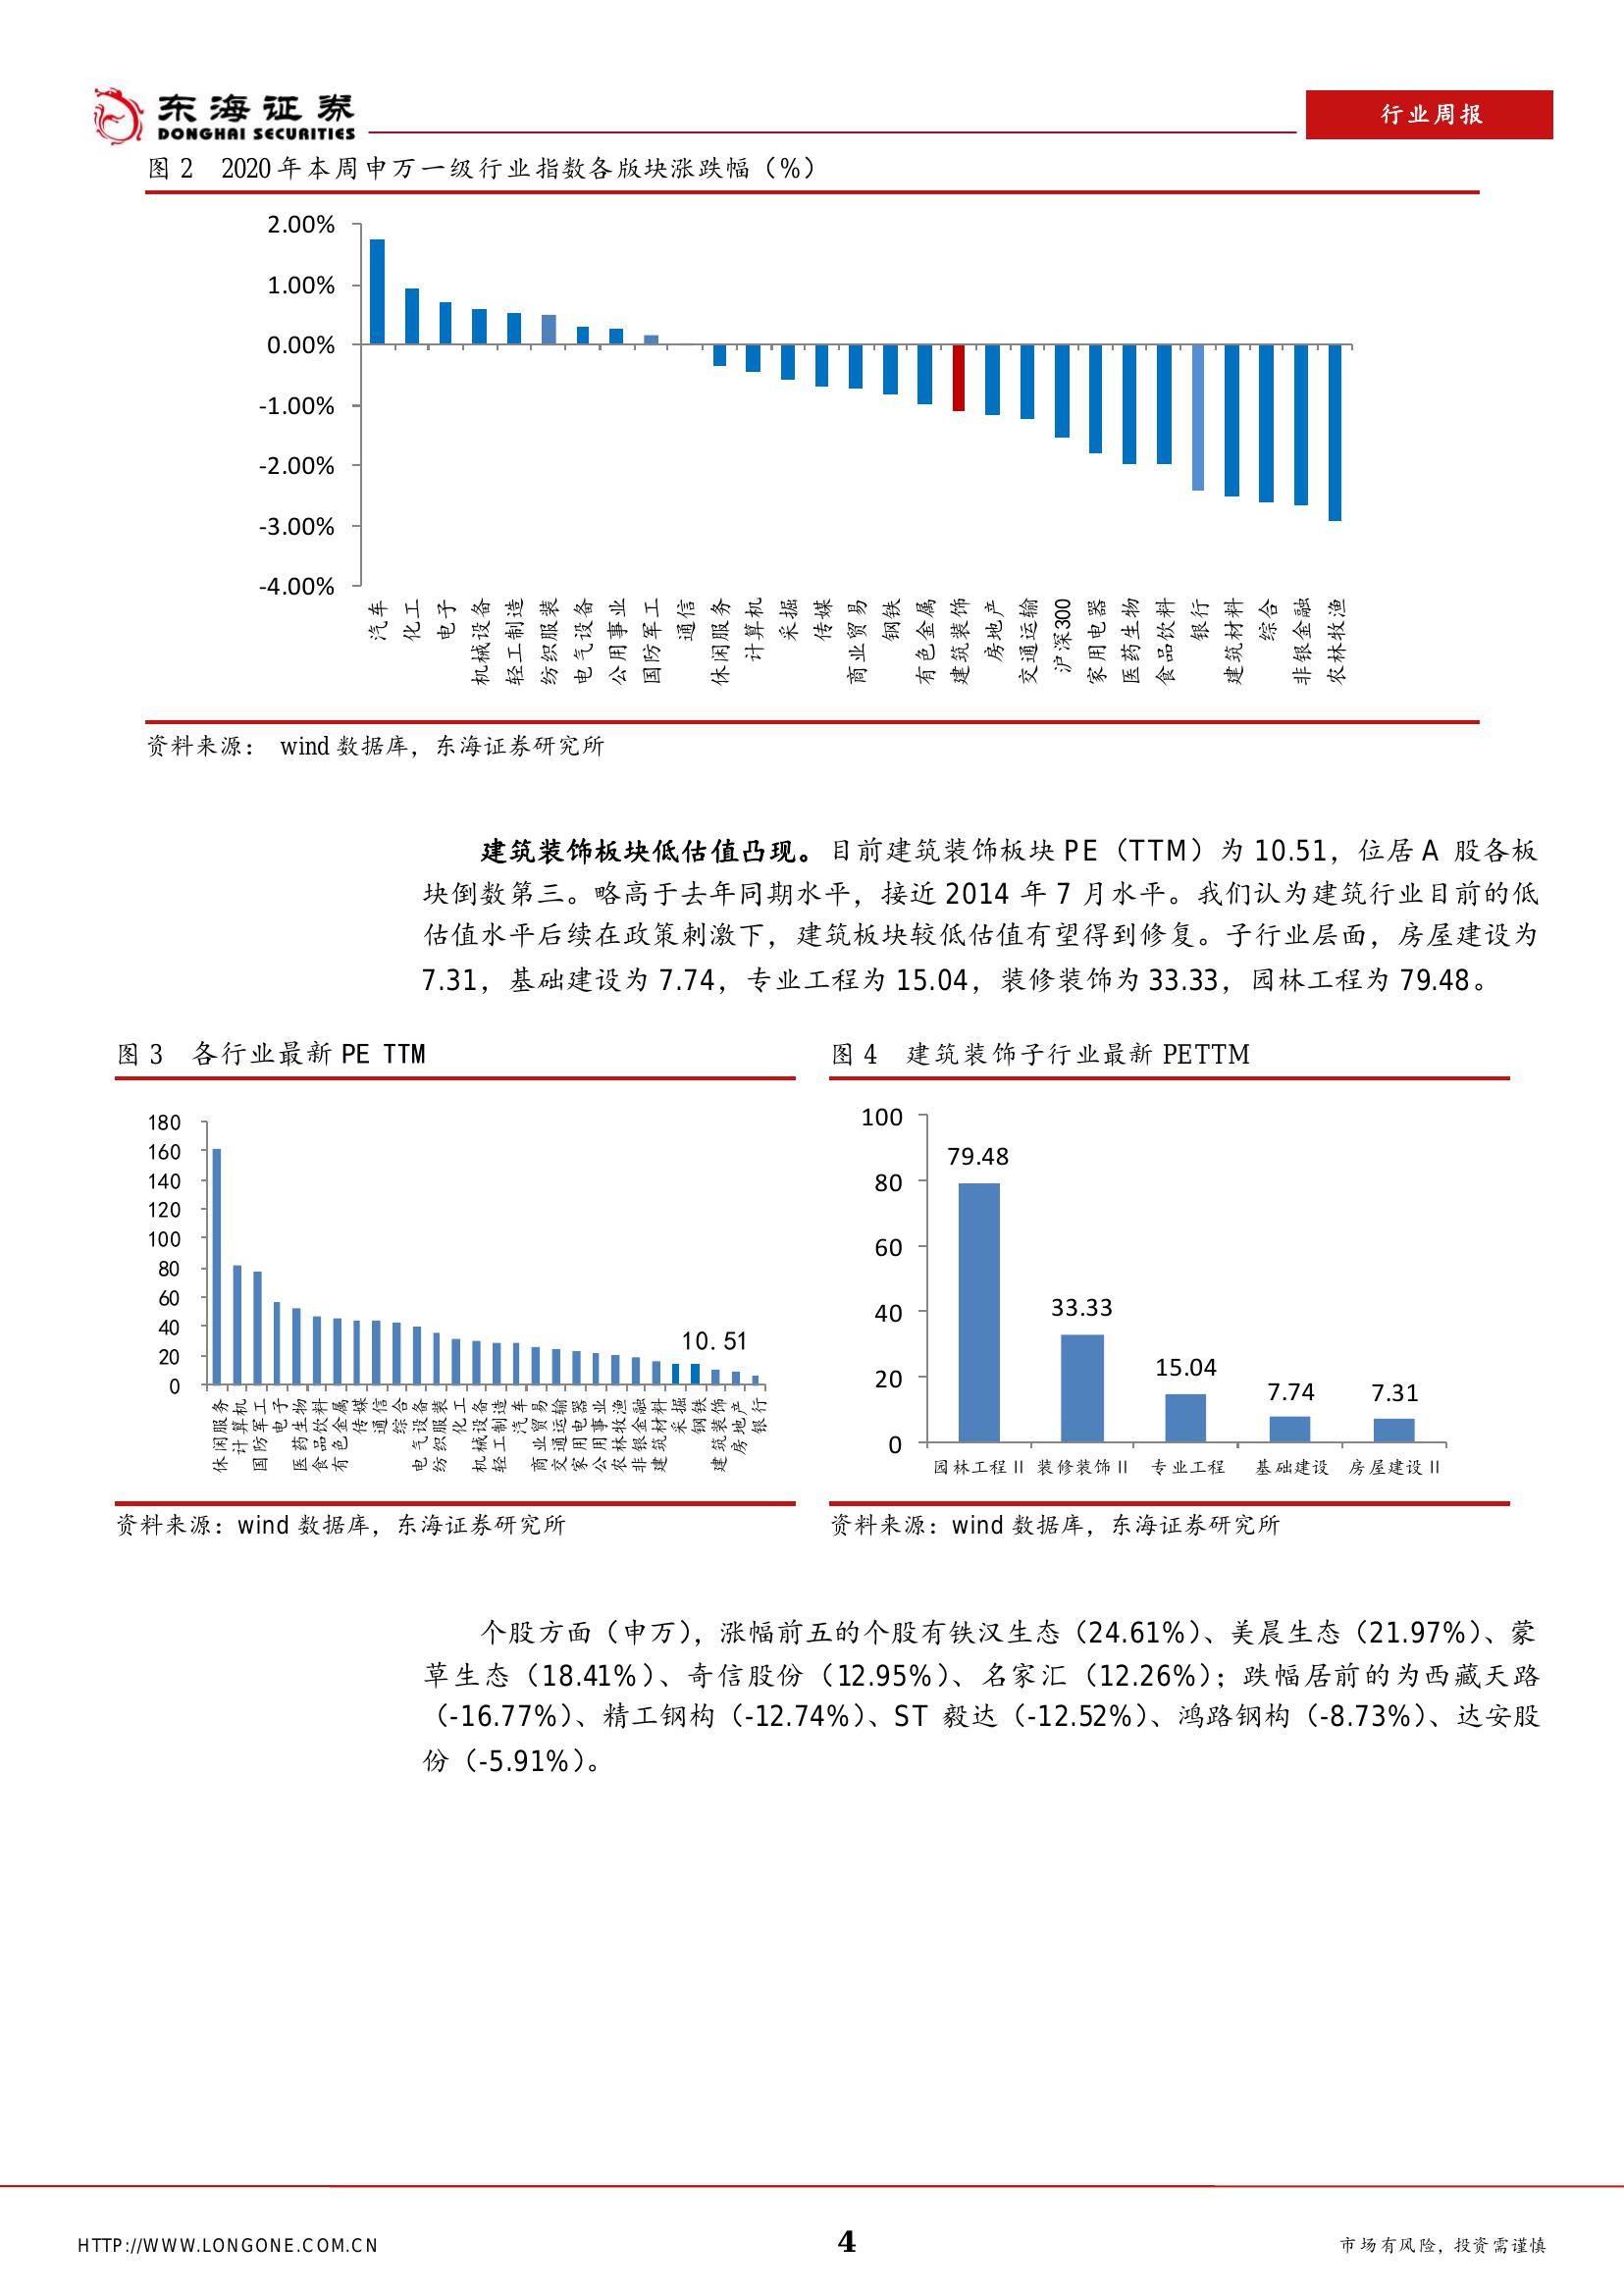 东海证券
DONGHAI SECURITIES
行业周报
图 2 2020 年本周申万一级行业指数各版块涨跌幅（%）
2.00%
1.00%
0.00%
-1.00%
-2.00%
-3.00%
-4.00%
汽车
化工
电子
机械设备
轻工制造
纺织服装
电气设备
公用事业
国防军工
通信
休闲服务
计算机
采掘
传媒
商业贸易
钢铁
有色金属
建筑装饰
房地产
交通运输
沪深300
家用电器
医药生物
食品饮料
银行
建筑材料
综合
非银金融
农林牧渔
资料来源： wind 数据库，东海证券研究所
建筑装饰板块低估值凸现。目前建筑装饰板块 PE（TTM）为 10.51，位居 A 股各板
块倒数第三。略高于去年同期水平，接近 2014 年 7 月水平。我们认为建筑行业目前的低
估值水平后续在政策刺激下，建筑板块较低估值有望得到修复。子行业层面，房屋建设为
7.31，基础建设为 7.74，专业工程为 15.04，装修装饰为 33.33，园林工程为 79.48。
图 3 各行业最新 PE TTM
180
160
140
120
100
80
60
40
20
0
10.51
休闲服务
计算机
国防军工
电子
医药生物
食品饮料
有色金属
传媒
通信
综合
电气设备
纺织服装
化工
机械设备
轻工制造
汽车
商业贸易
交通运输
家用电器
公用事业
农林牧渔
非银金融
建筑材料
采掘
钢铁
建筑装饰
房地产
银行
资料来源：wind 数据库，东海证券研究所
图 4 建筑装饰子行业最新 PETTM
100
80
60
40
20
0
79.48
33.33
15.04
7.74
7.31
园林工程II
装修装饰II
专业工程
基础建设
房屋建设II
资料来源：wind 数据库，东海证券研究所
个股方面（申万），涨幅前五的个股有铁汉生态（24.61%）、美晨生态（21.97%）、蒙
草生态（18.41%）、奇信股份（12.95%）、名家汇（12.26%）；跌幅居前的为西藏天路
（-16.77%）、精工钢构（-12.74%）、ST 毅达（-12.52%）、鸿路钢构（-8.73%）、达安股
份（-5.91%）。
HTTP://WWW.LONGONE.COM.CN
4
市场有风险，投资需谨慎